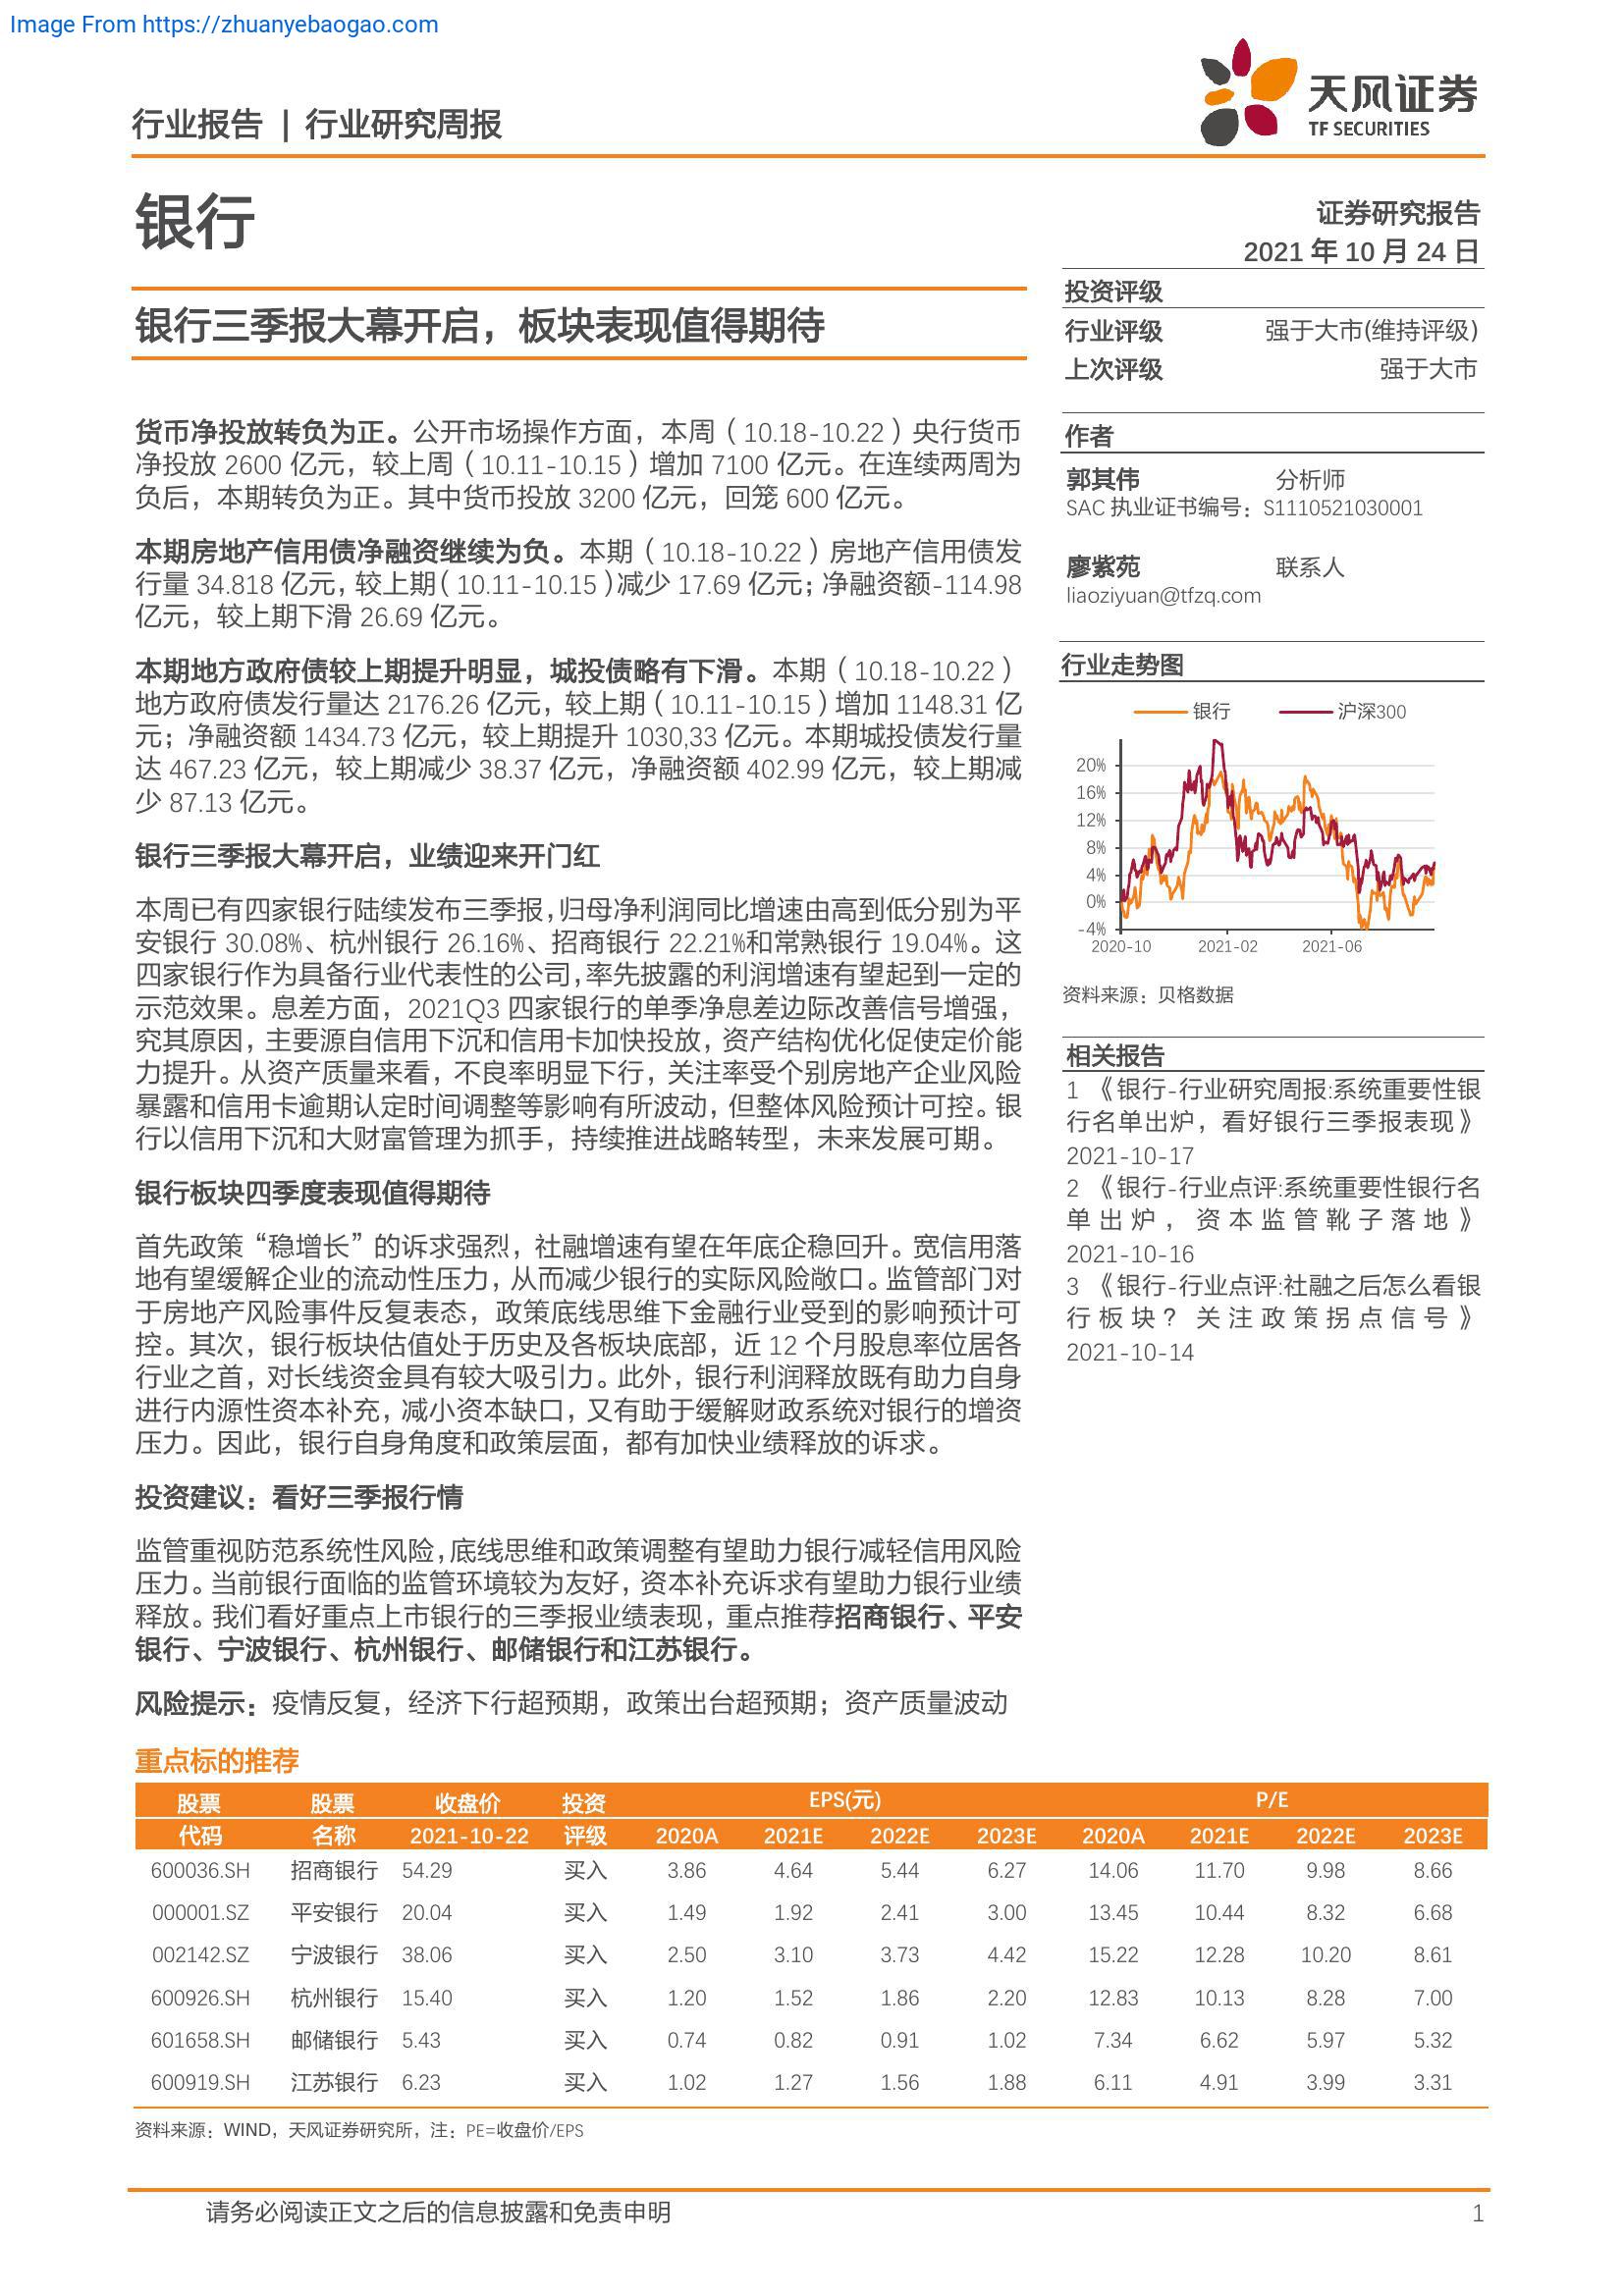 Image From https://zhuanyebaogao.com
行业报告 | 行业研究周报
天风证券
TF SECURITIES
银行
证券研究报告
2021 年 10 月 24 日
银行三季报大幕开启，板块表现值得期待
投资评级
行业评级 强于大市(维持评级)
上次评级 强于大市
货币净投放转负为正。公开市场操作方面，本周（10.18-10.22）央行货币
净投放 2600 亿元，较上周（10.11-10.15）增加 7100 亿元。在连续两周为
负后，本期转负为正。其中货币投放 3200 亿元，回笼 600 亿元。
本期房地产信用债净融资继续为负。本期（10.18-10.22）房地产信用债发
行量 34.818 亿元，较上期（10.11-10.15）减少 17.69 亿元；净融资额-114.98
亿元，较上期下滑 26.69 亿元。
本期地方政府债较上期提升明显，城投债略有下滑。本期（10.18-10.22）
地方政府债发行量达 2176.26 亿元，较上期（10.11-10.15）增加 1148.31 亿
元；净融资额 1434.73 亿元，较上期提升 1030,33 亿元。本期城投债发行量
达 467.23 亿元，较上期减少 38.37 亿元，净融资额 402.99 亿元，较上期减
少 87.13 亿元。
银行三季报大幕开启，业绩迎来开门红
本周已有四家银行陆续发布三季报，归母净利润同比增速由高到低分别为平
安银行 30.08%、杭州银行 26.16%、招商银行 22.21%和常熟银行 19.04%。这
四家银行作为具备行业代表性的公司，率先披露的利润增速有望起到一定的
示范效果。息差方面，2021Q3 四家银行的单季净息差边际改善信号增强，
究其原因，主要源自信用下沉和信用卡加快投放，资产结构优化促使定价能
力提升。从资产质量来看，不良率明显下行，关注率受个别房地产企业风险
暴露和信用卡逾期认定时间调整等影响有所波动，但整体风险预计可控。银
行以信用下沉和大财富管理为抓手，持续推进战略转型，未来发展可期。
银行板块四季度表现值得期待
首先政策“稳增长”的诉求强烈，社融增速有望在年底企稳回升。宽信用落
地有望缓解企业的流动性压力，从而减少银行的实际风险敞口。监管部门对
于房地产风险事件反复表态，政策底线思维下金融行业受到的影响预计可
控。其次，银行板块估值处于历史及各板块底部，近 12 个月股息率位居各
行业之首，对长线资金具有较大吸引力。此外，银行利润释放既有助力自身
进行内源性资本补充，减小资本缺口，又有助于缓解财政系统对银行的增资
压力。因此，银行自身角度和政策层面，都有加快业绩释放的诉求。
投资建议：看好三季报行情
监管重视防范系统性风险，底线思维和政策调整有望助力银行减轻信用风险
压力。当前银行面临的监管环境较为友好，资本补充诉求有望助力银行业绩
释放。我们看好重点上市银行的三季报业绩表现，重点推荐招商银行、平安
银行、宁波银行、杭州银行、邮储银行和江苏银行。
风险提示：疫情反复，经济下行超预期，政策出台超预期；资产质量波动
作者
郭其伟 分析师
SAC 执业证书编号：S1110521030001
廖紫苑 联系人
liaoziyuan@tfzq.com
行业走势图
银行 沪深300
20%
16%
12%
8%
4%
0%
-4%
2020-10 2021-02 2021-06
资料来源：贝格数据
相关报告
1 《银行-行业研究周报:系统重要性银
行名单出炉，看好银行三季报表现》
2021-10-17
2 《银行-行业点评:系统重要性银行名
单出炉，资本监管靴子落地》
2021-10-16
3 《银行-行业点评:社融之后怎么看银
行板块？关注政策拐点信号》
2021-10-14
重点标的推荐
股票 股票 收盘价 投资 EPS(元) P/E
代码 名称 2021-10-22 评级 2020A 2021E 2022E 2023E 2020A 2021E 2022E 2023E
600036.SH 招商银行 54.29 买入 3.86 4.64 5.44 6.27 14.06 11.70 9.98 8.66
000001.SZ 平安银行 20.04 买入 1.49 1.92 2.41 3.00 13.45 10.44 8.32 6.68
002142.SZ 宁波银行 38.06 买入 2.50 3.10 3.73 4.42 15.22 12.28 10.20 8.61
600926.SH 杭州银行 15.40 买入 1.20 1.52 1.86 2.20 12.83 10.13 8.28 7.00
601658.SH 邮储银行 5.43 买入 0.74 0.82 0.91 1.02 7.34 6.62 5.97 5.32
600919.SH 江苏银行 6.23 买入 1.02 1.27 1.56 1.88 6.11 4.91 3.99 3.31
资料来源：WIND，天风证券研究所，注：PE=收盘价/EPS
请务必阅读正文之后的信息披露和免责申明 1